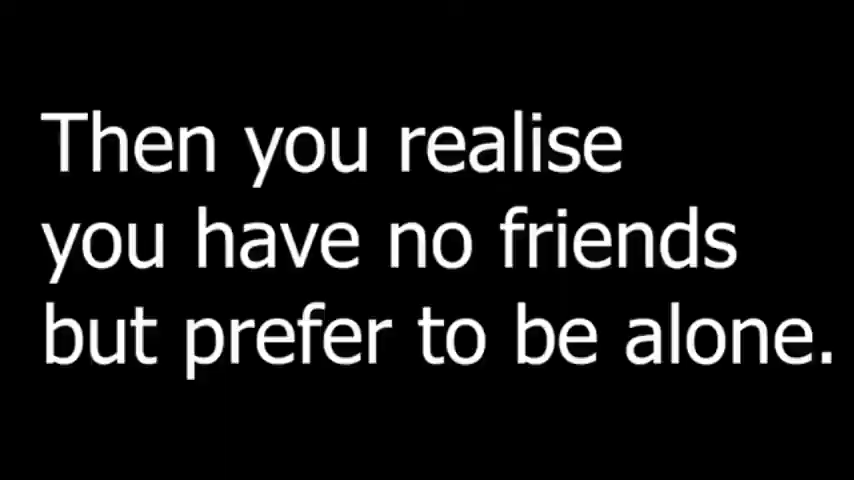 Then you realise
you have no friends
but prefer to be alone.